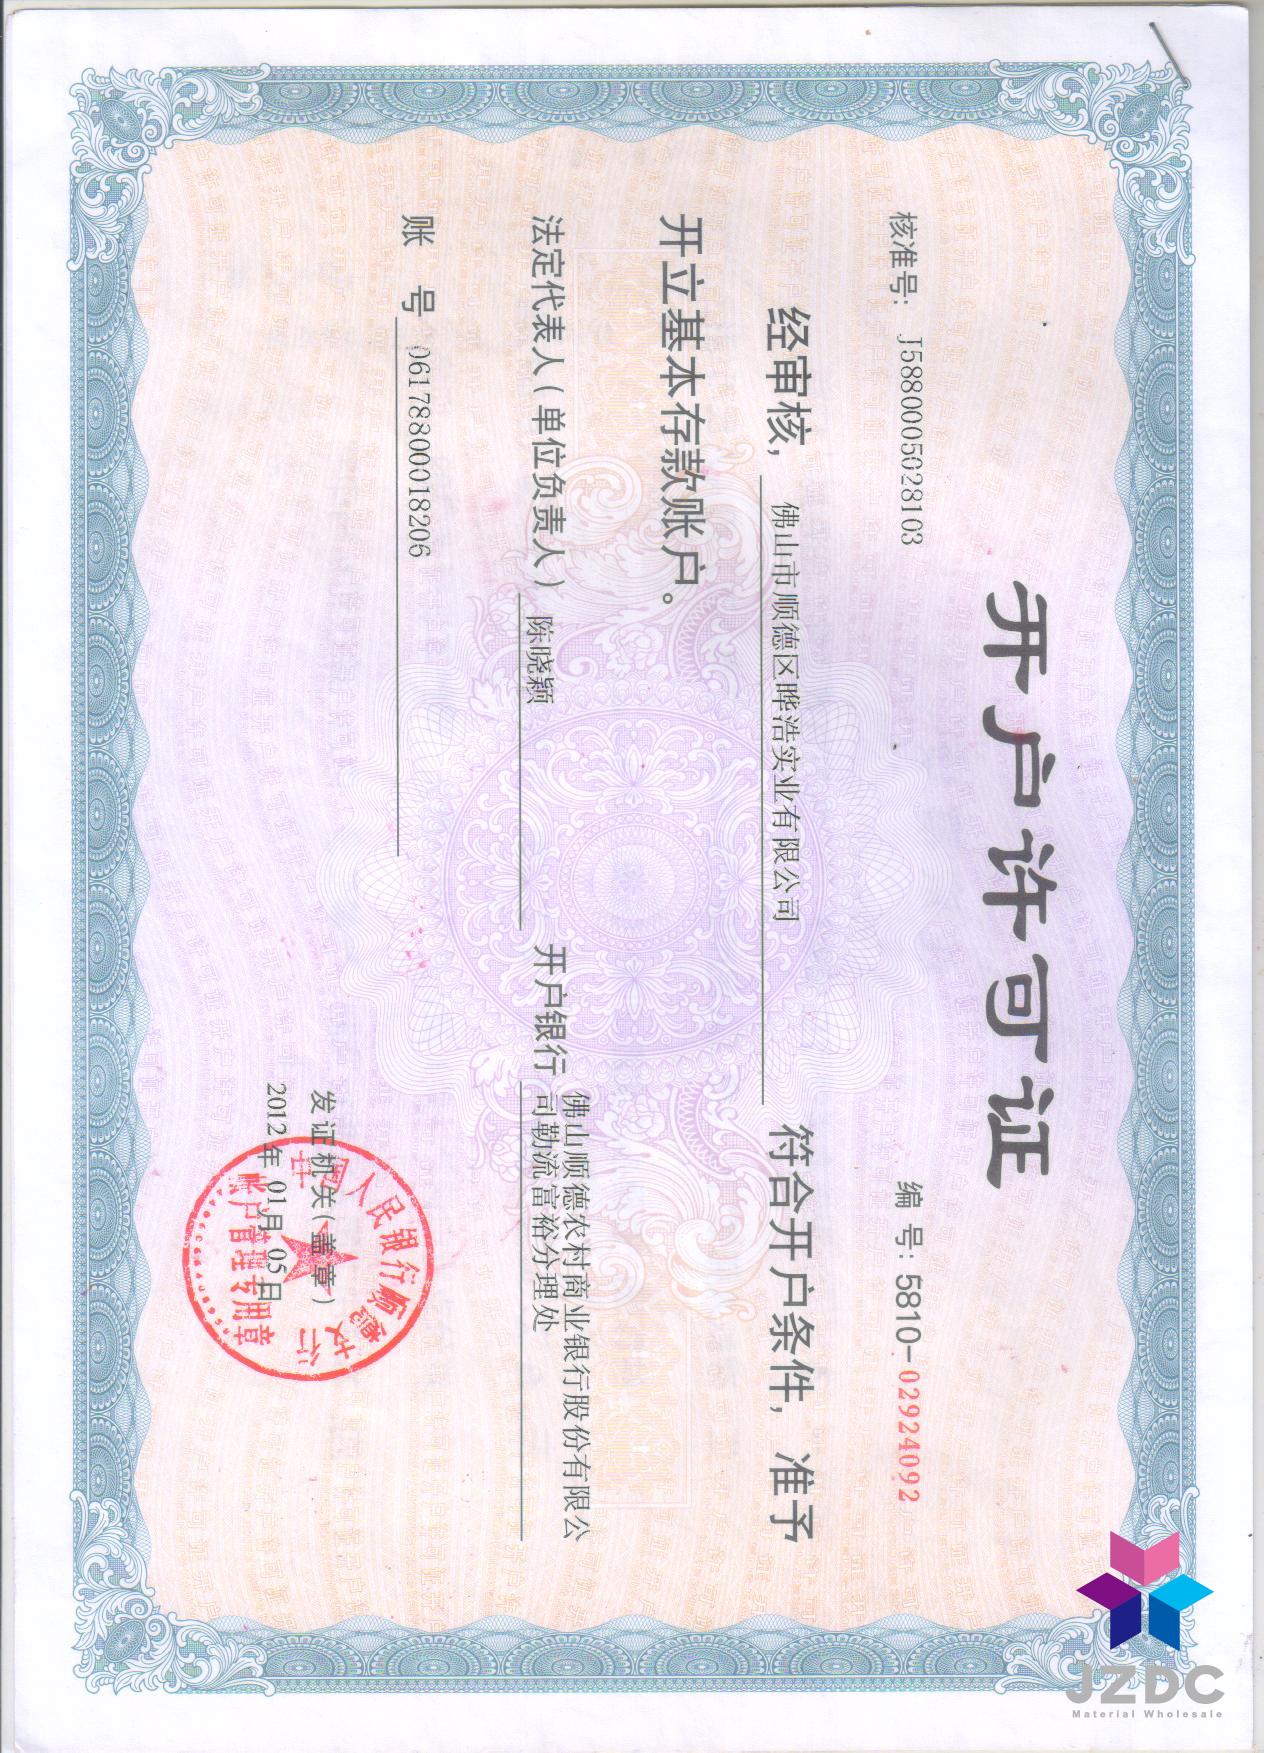 开户许可证
核准号: J5880005028103
编 号: 5810-02924092
经审核, 佛山市顺德区晔浩实业有限公司 符合开户条件, 准予
开立基本存款账户。
法定代表人(单位负责人) 陈晓颖 开户银行 佛山顺德农村商业银行股份有限公
司勒流富裕分理处
账 号 06178800018206
发证机关(盖章)
2012年 01月 05日
中国人民银行顺德支行
账户管理专用章
JZDC
Material Wholesale